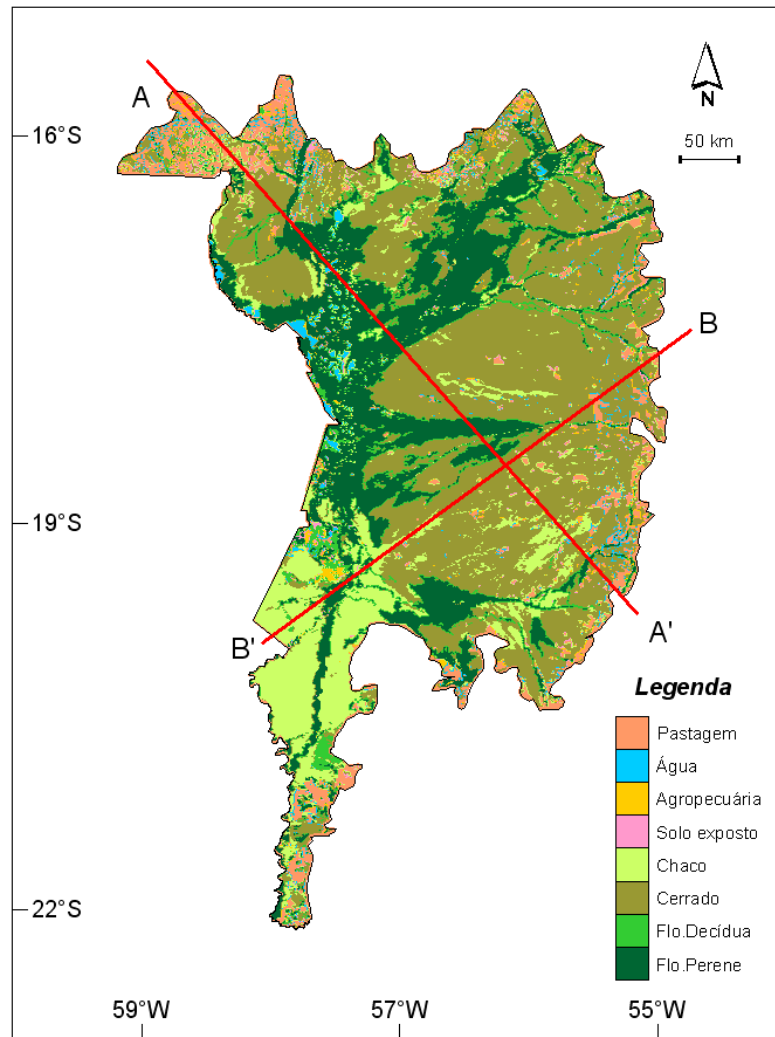 A
N
16°S
50 km
B
19°S
B'
A'
Legenda
Pastagem
Água
Agropecuária
Solo exposto
Chaco
Cerrado
Flo.Decídua
Flo.Perene
22°S
59°W 57°W 55°W